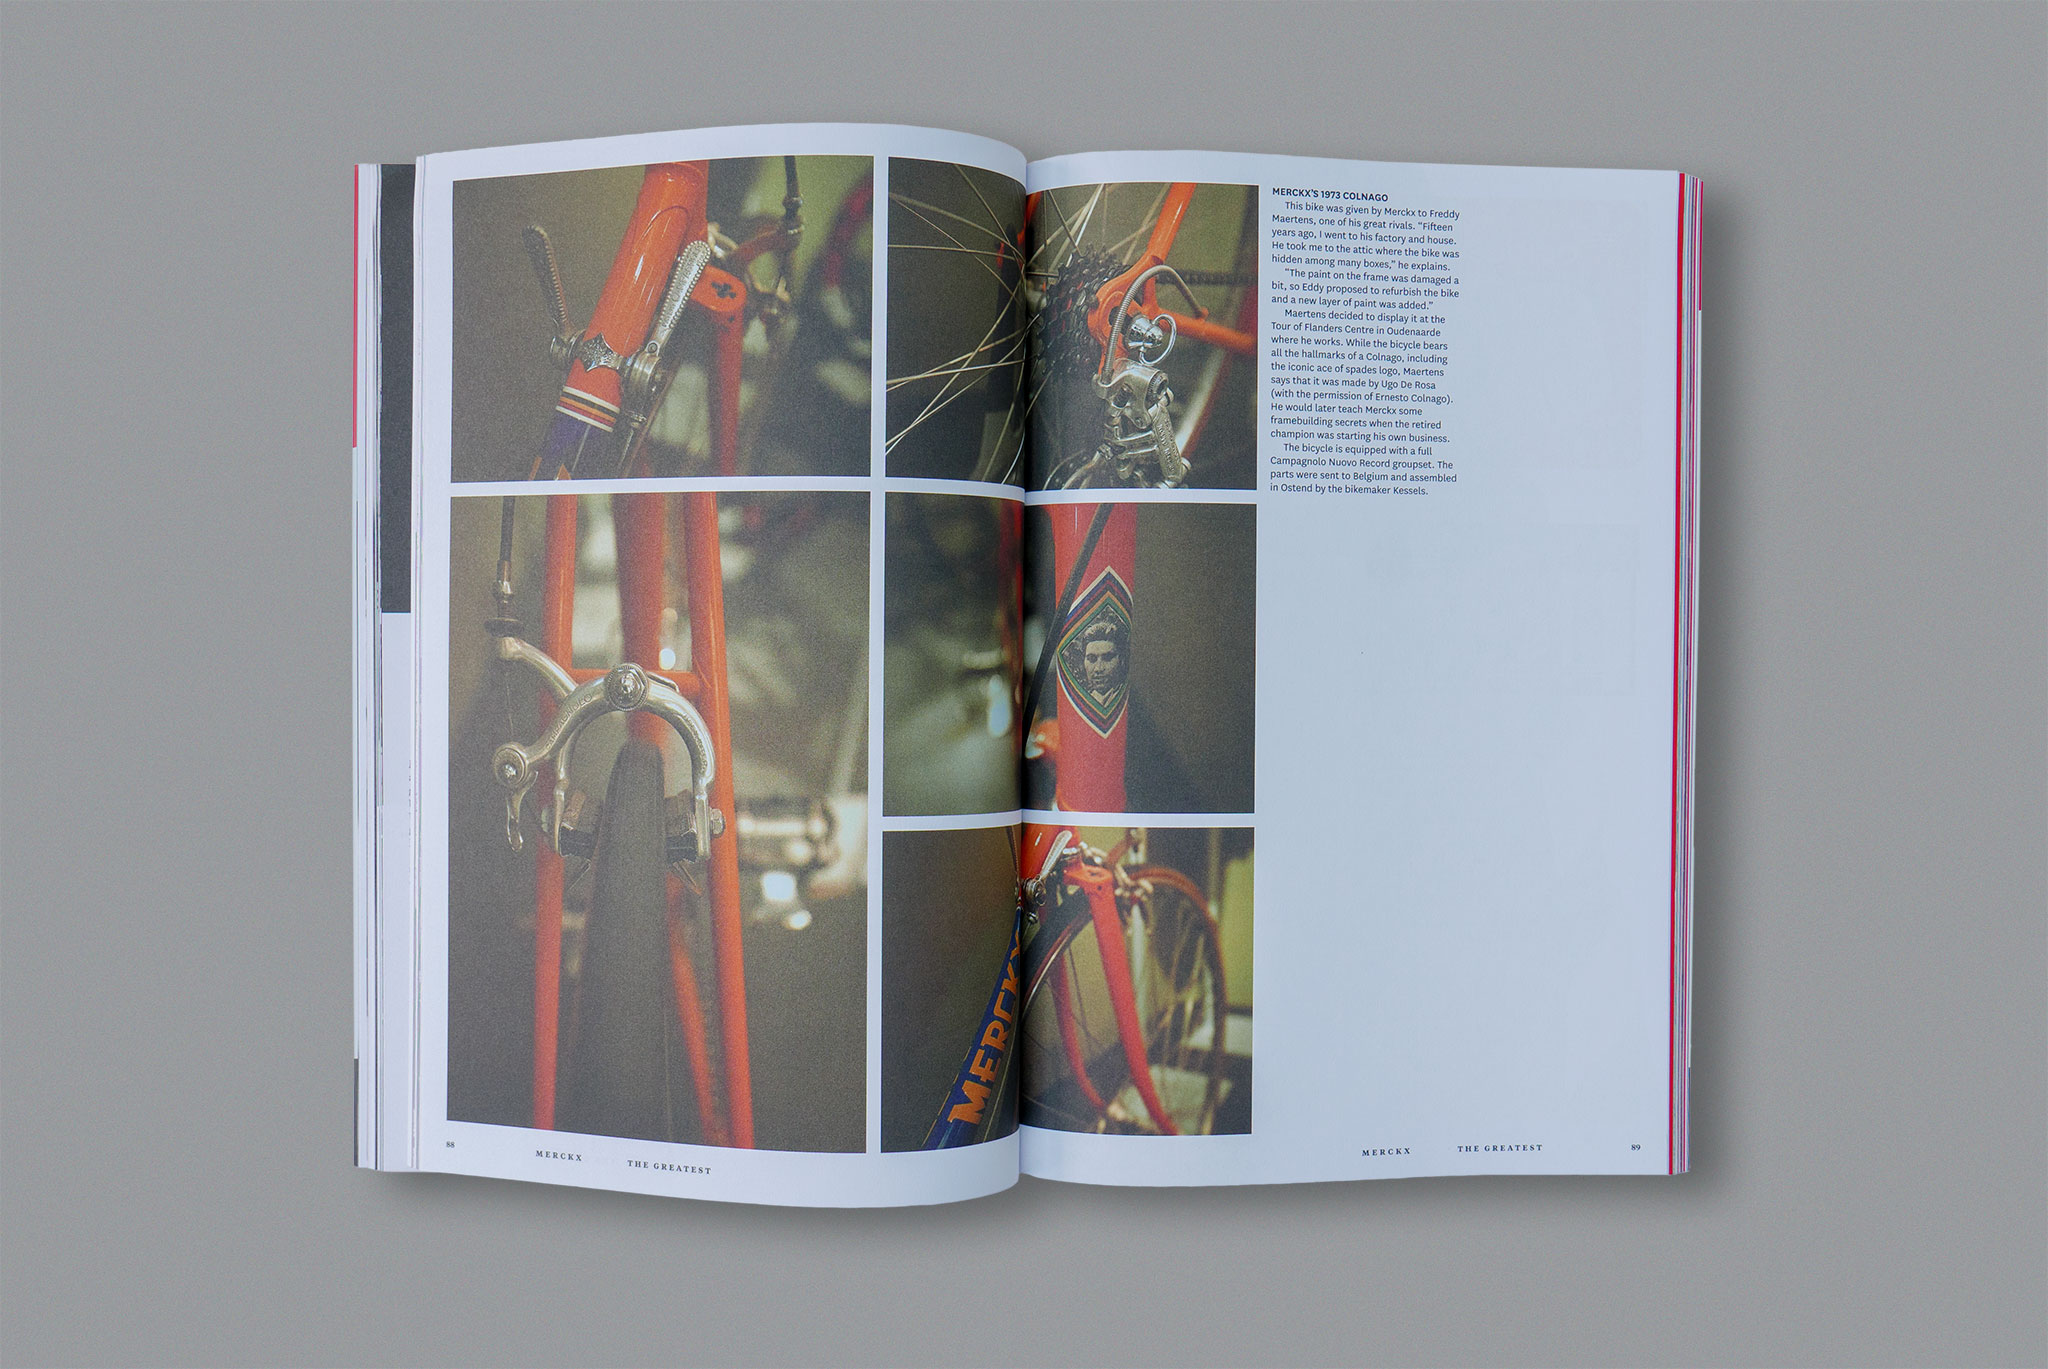 MERCKX'S 1973 COLNAGO
This bike was given by Merckx to Freddy
Maertens, one of his great rivals. “Fifteen
years ago, I went to his factory and house.
He took me to the attic where the bike was
hidden among many boxes,” he explains.
“The paint on the frame was damaged a
bit, so Eddy proposed to refurbish the bike
and a new layer of paint was added.”
Maertens decided to display it at the
Tour of Flanders Centre in Oudenaarde
where he works. While the bicycle bears
all the hallmarks of a Colnago, including
the iconic ace of spades logo, Maertens
says that it was made by Ugo De Rosa
(with the permission of Ernesto Colnago).
He would later teach Merckx some
framebuilding secrets when the retired
champion was starting his own business.
The bicycle is equipped with a full
Campagnolo Nuovo Record groupset. The
parts were sent to Belgium and assembled
in Ostend by the bikemaker Kessels.
MERCKX
88
MERCKX THE GREATEST
MERCKX THE GREATEST
89